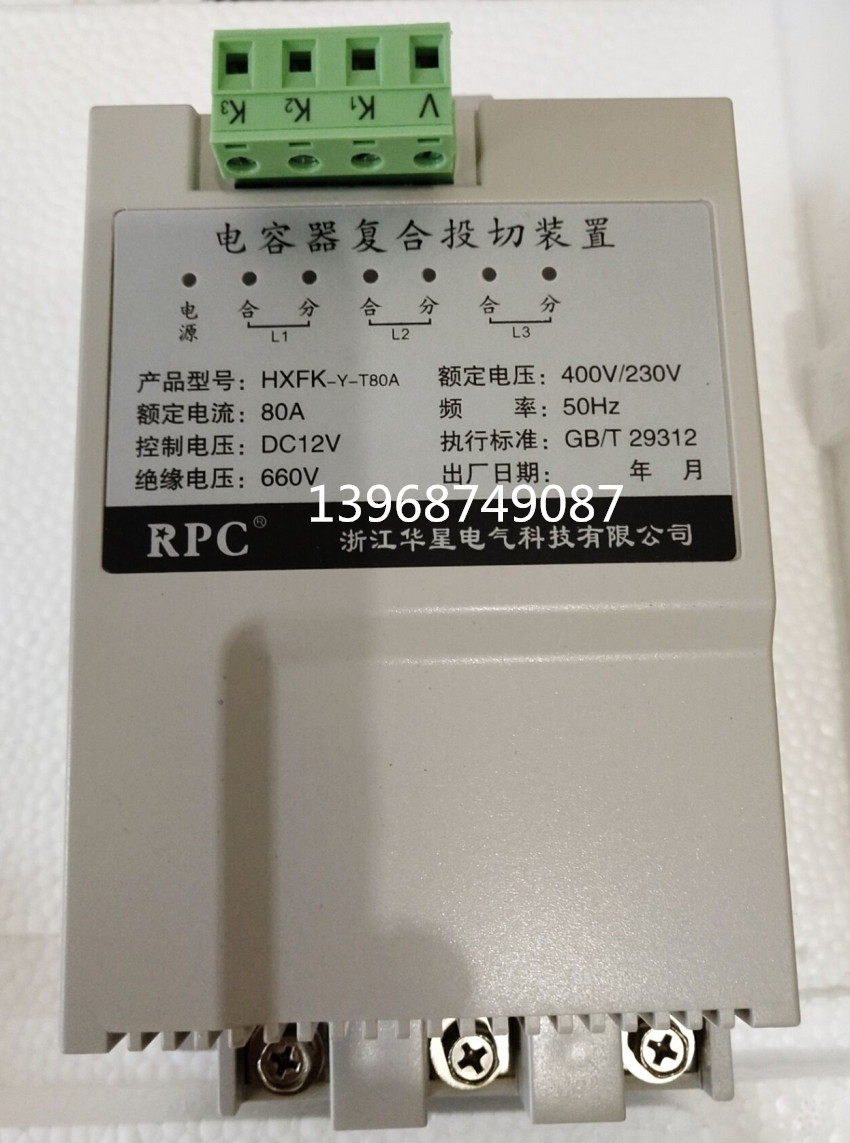 K3 K2 K1 V
电容器复合投切装置
电源 合 分 合 分 合 分
L1 L2 L3
产品型号：HXFK-Y-T80A 额定电压：400V/230V
额定电流：80A 频 率：50Hz
控制电压：DC12V 执行标准：GB/T 29312
绝缘电压：660V 出厂日期： 年 月
13968749087
RPC® 浙江华星电气科技有限公司